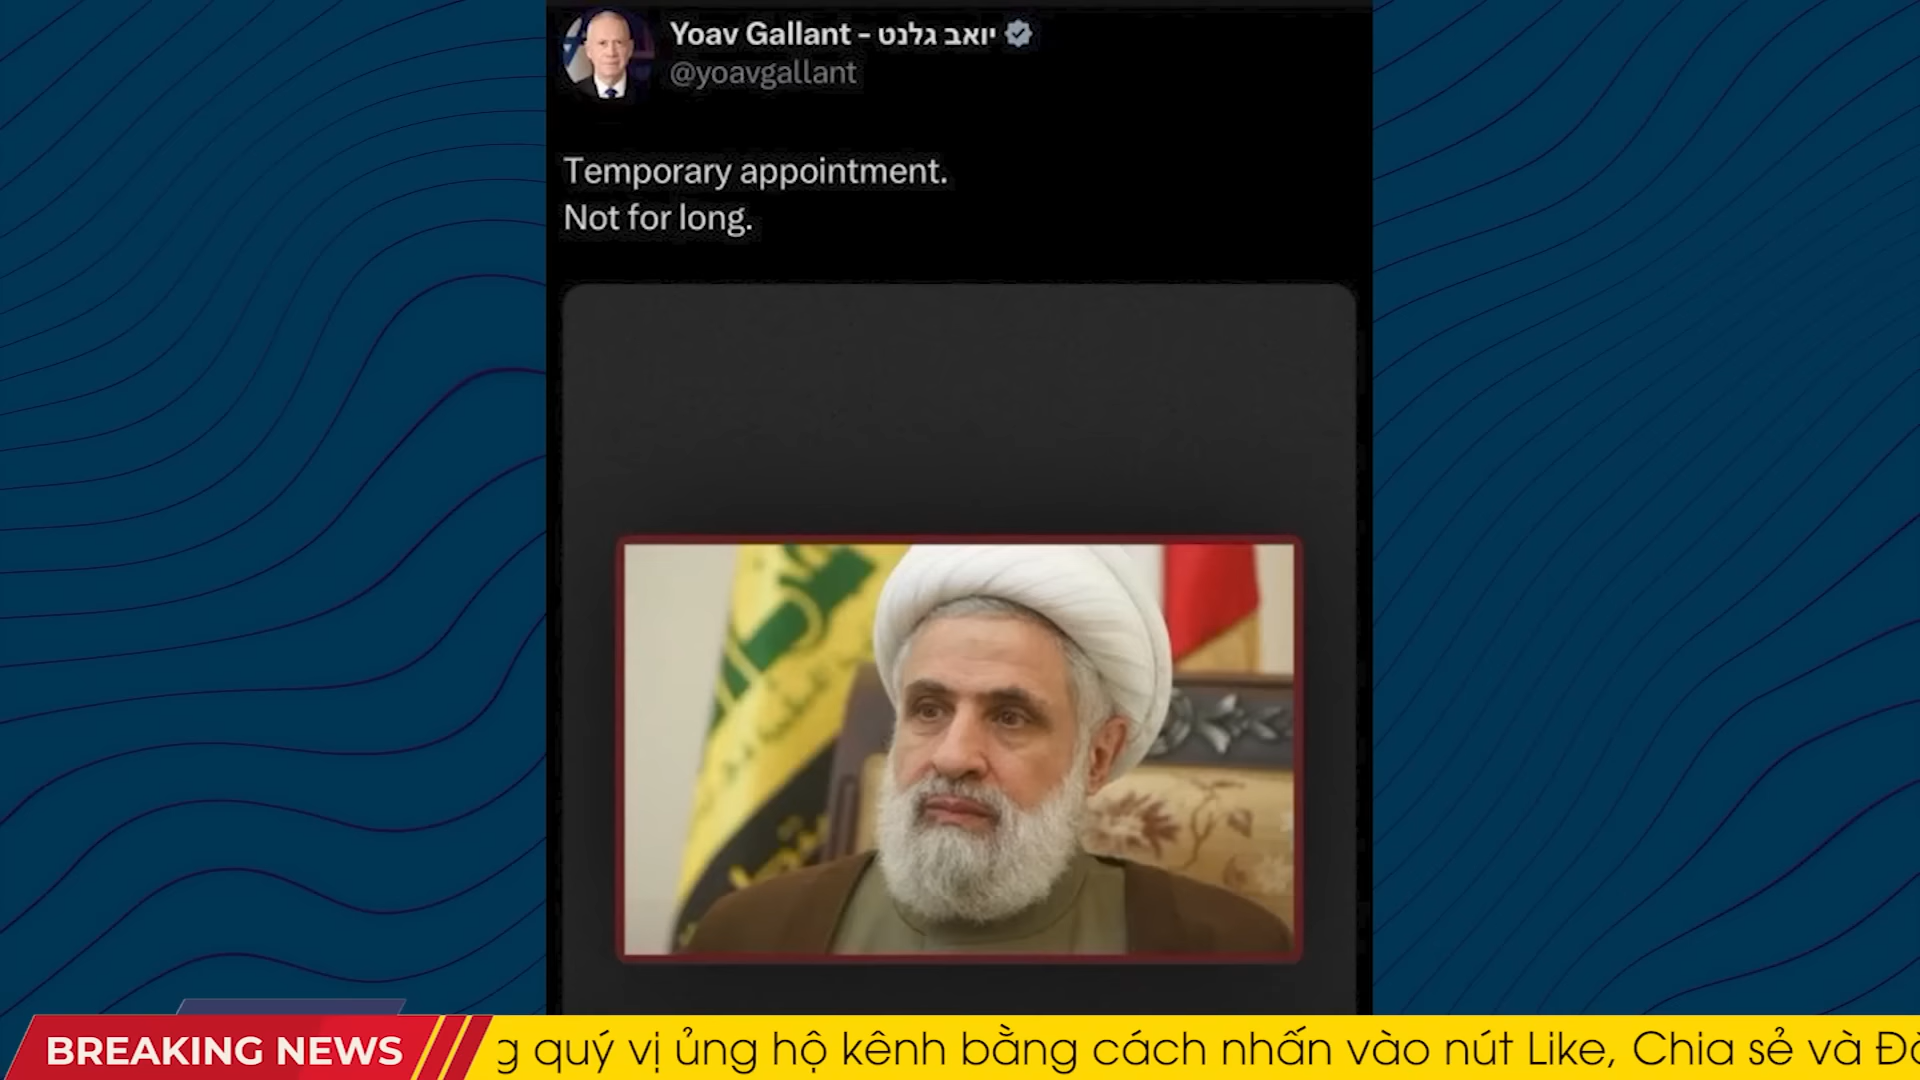 Yoav Gallant - יואב גלנט
@yoavgallant
Temporary appointment.
Not for long.
BREAKING NEWS
quý vị ủng hộ kênh bằng cách nhấn vào nút Like, Chia sẻ và